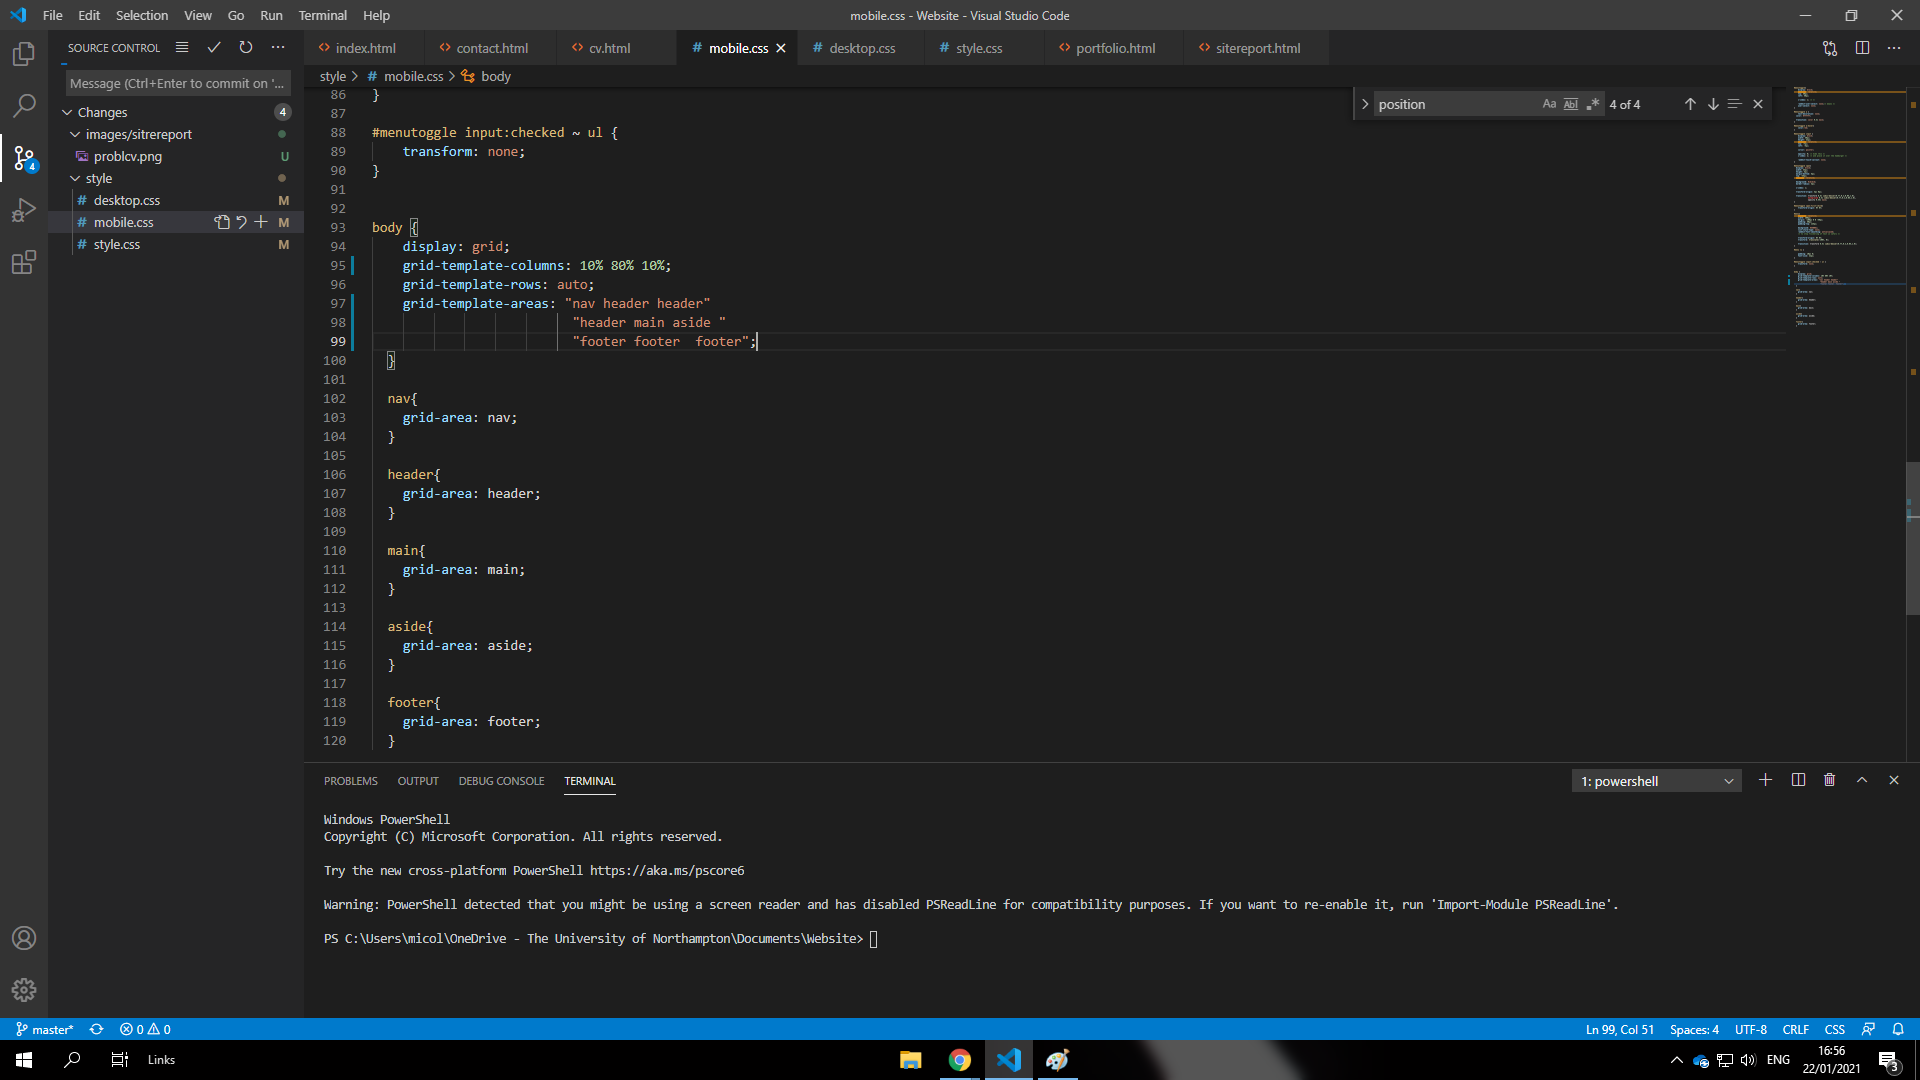 File Edit Selection View Go Run Terminal Help
mobile.css - Website - Visual Studio Code
SOURCE CONTROL
index.html
contact.html
cv.html
# mobile.css
# desktop.css
# style.css
portfolio.html
sitereport.html
Message (Ctrl+Enter to commit on '...
Changes 4
images/sitrereport
problcv.png U
style
# desktop.css M
# mobile.css M
# style.css M
4
style > # mobile.css > body
position
Aa Abl .*
4 of 4
86 }
87
88 #menutoggle input:checked ~ ul {
89 transform: none;
90 }
91
92
93 body {
94 display: grid;
95 grid-template-columns: 10% 80% 10%;
96 grid-template-rows: auto;
97 grid-template-areas: "nav header header"
98 "header main aside "
99 "footer footer  footer";
100 }
101
102 nav{
103 grid-area: nav;
104 }
105
106 header{
107 grid-area: header;
108 }
109
110 main{
111 grid-area: main;
112 }
113
114 aside{
115 grid-area: aside;
116 }
117
118 footer{
119 grid-area: footer;
120 }
PROBLEMS OUTPUT DEBUG CONSOLE TERMINAL
1: powershell
Windows PowerShell
Copyright (C) Microsoft Corporation. All rights reserved.
Try the new cross-platform PowerShell https://aka.ms/pscore6
Warning: PowerShell detected that you might be using a screen reader and has disabled PSReadLine for compatibility purposes. If you want to re-enable it, run 'Import-Module PSReadLine'.
PS C:\Users\micol\OneDrive - The University of Northampton\Documents\Website>
master* 0 0
Ln 99, Col 51 Spaces: 4 UTF-8 CRLF CSS
Links
ENG
16:56
22/01/2021
3